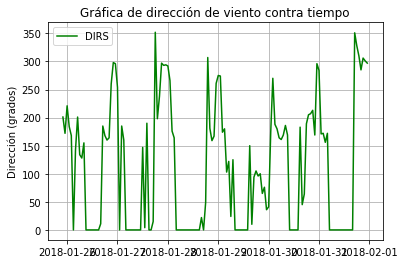 Gráfica de dirección de viento contra tiempo
DIRS
Dirección (grados)
350
300
250
200
150
100
50
0
2018-01-26 2018-01-27 2018-01-28 2018-01-29 2018-01-30 2018-01-31 2018-02-01